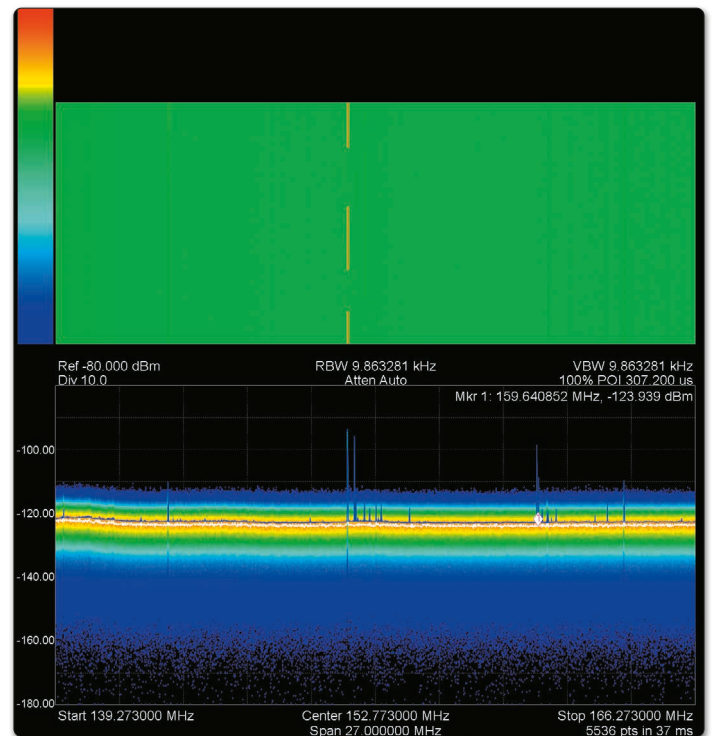 Ref -80.000 dBm RBW 9.863281 kHz VBW 9.863281 kHz
Div 10.0 Atten Auto 100% POI 307.200 us
Mkr 1: 159.640852 MHz, -123.939 dBm
-100.00
-120.00
-140.00
-160.00
-180.00
Start 139.273000 MHz Center 152.773000 MHz Stop 166.273000 MHz
Span 27.000000 MHz 5536 pts in 37 ms